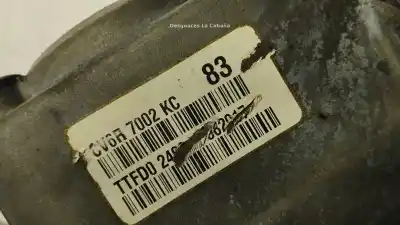 Desguaces La Cabaña
83
CV6R 7002 KC
TTFD0